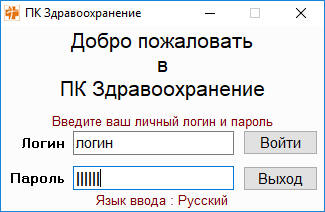 ПК Здравоохранение
Добро пожаловать
в
ПК Здравоохранение
Введите ваш личный логин и пароль
Логин логин Войти
Пароль Выход
Язык ввода : Русский